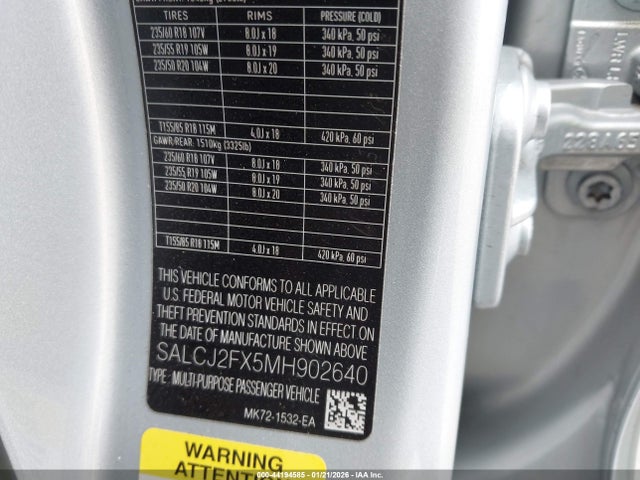 TIRES RIMS PRESSURE (COLD)
235/60 R18 107V 8.0J x 18 340 kPa, 50 psi
235/55 R19 105W 8.0J x 19 340 kPa, 50 psi
235/50 R20 104W 8.0J x 20 340 kPa, 50 psi
T155/85 R18 115M 4.0J x 18 420 kPa, 60 psi
GAWR/REAR: 1510kg (3325lb)
235/60 R18 107V 8.0J x 18 340 kPa, 50 psi
235/55 R19 105W 8.0J x 19 340 kPa, 50 psi
235/50 R20 104W 8.0J x 20 340 kPa, 50 psi
T155/85 R18 115M 4.0J x 18 420 kPa, 60 psi
THIS VEHICLE CONFORMS TO ALL APPLICABLE
U.S. FEDERAL MOTOR VEHICLE SAFETY AND
THEFT PREVENTION STANDARDS IN EFFECT ON
THE DATE OF MANUFACTURE SHOWN ABOVE
SALCJ2FX5MH902640
TYPE: MULTI-PURPOSE PASSENGER VEHICLE
MK72-1532-EA
WARNING
ATTENT
228A65
000-44194585 - 01/21/2026 - IAA Holdings, LLC